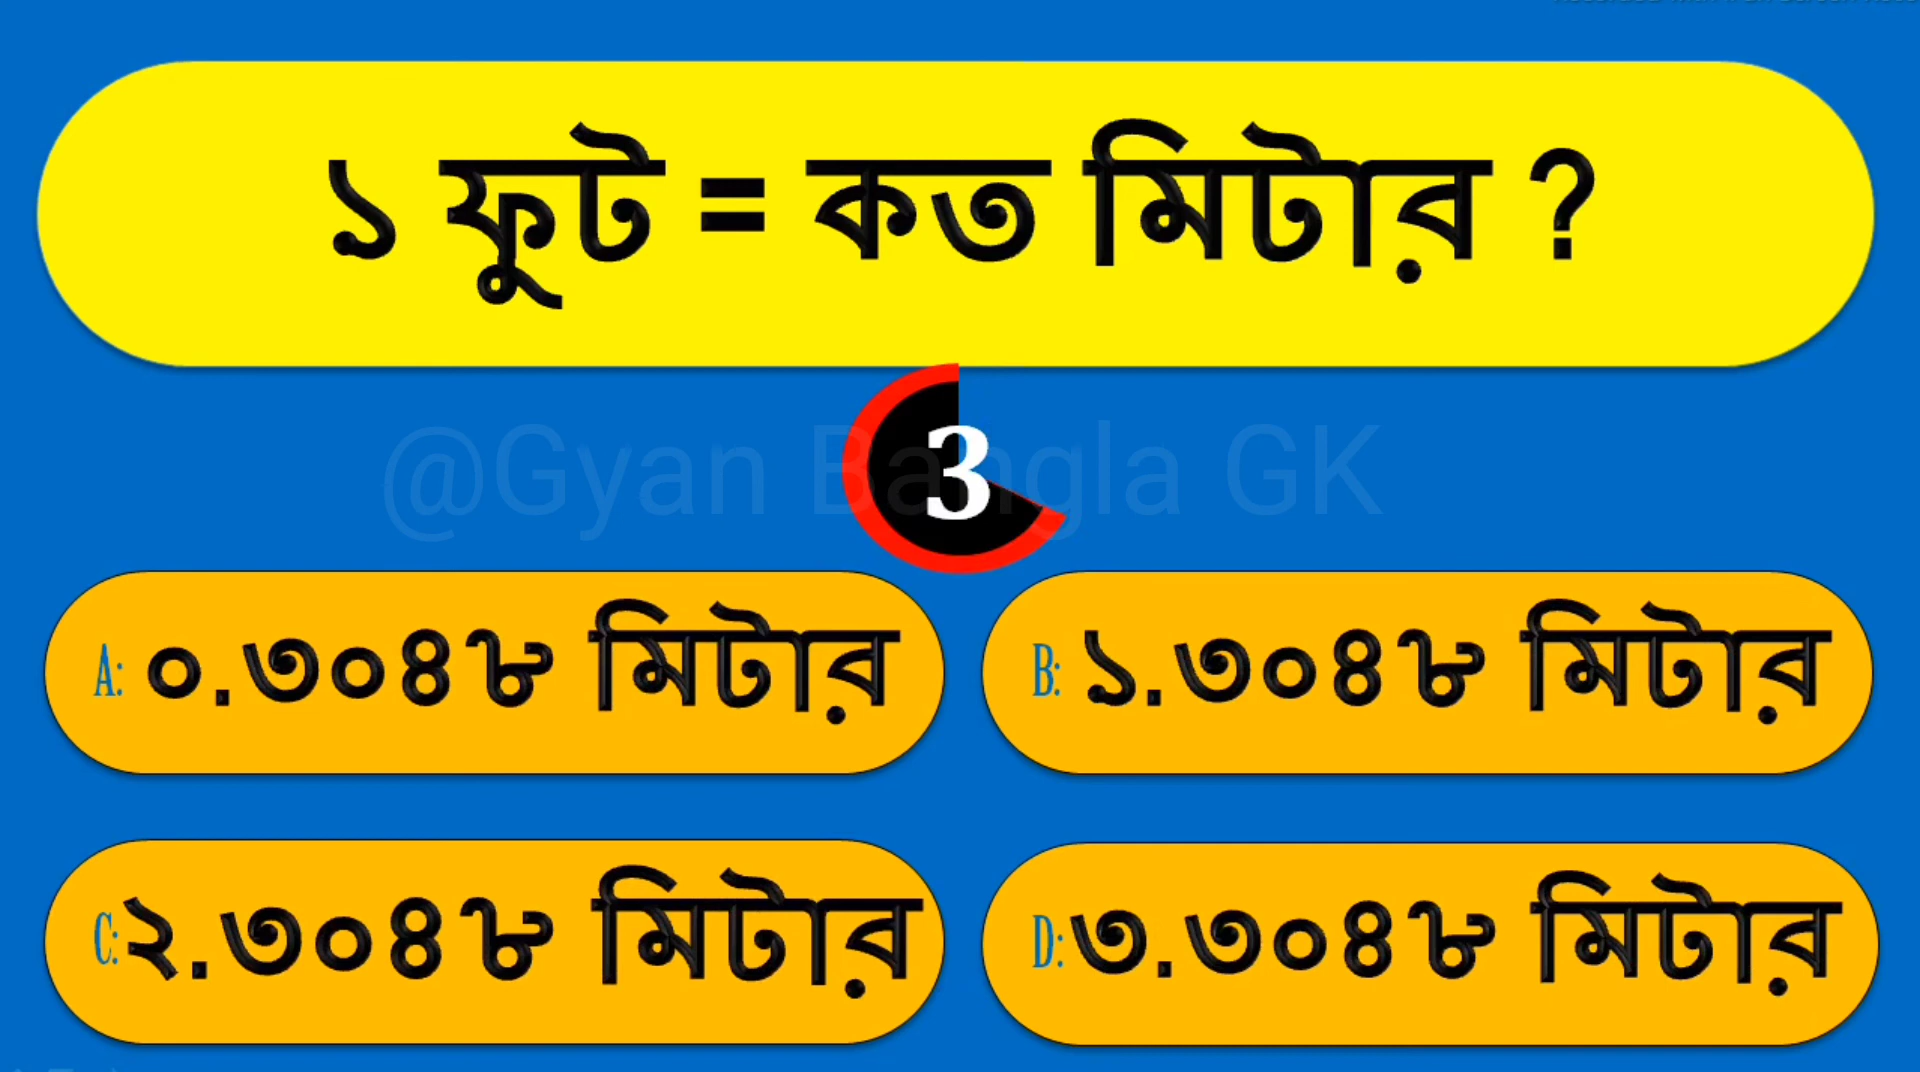 ১ ফুট = কত মিটার ?
3
@Gyan Bangla GK
A: ০.৩০৪৮ মিটার
B: ১.৩০৪৮ মিটার
C: ২.৩০৪৮ মিটার
D: ৩.৩০৪৮ মিটার